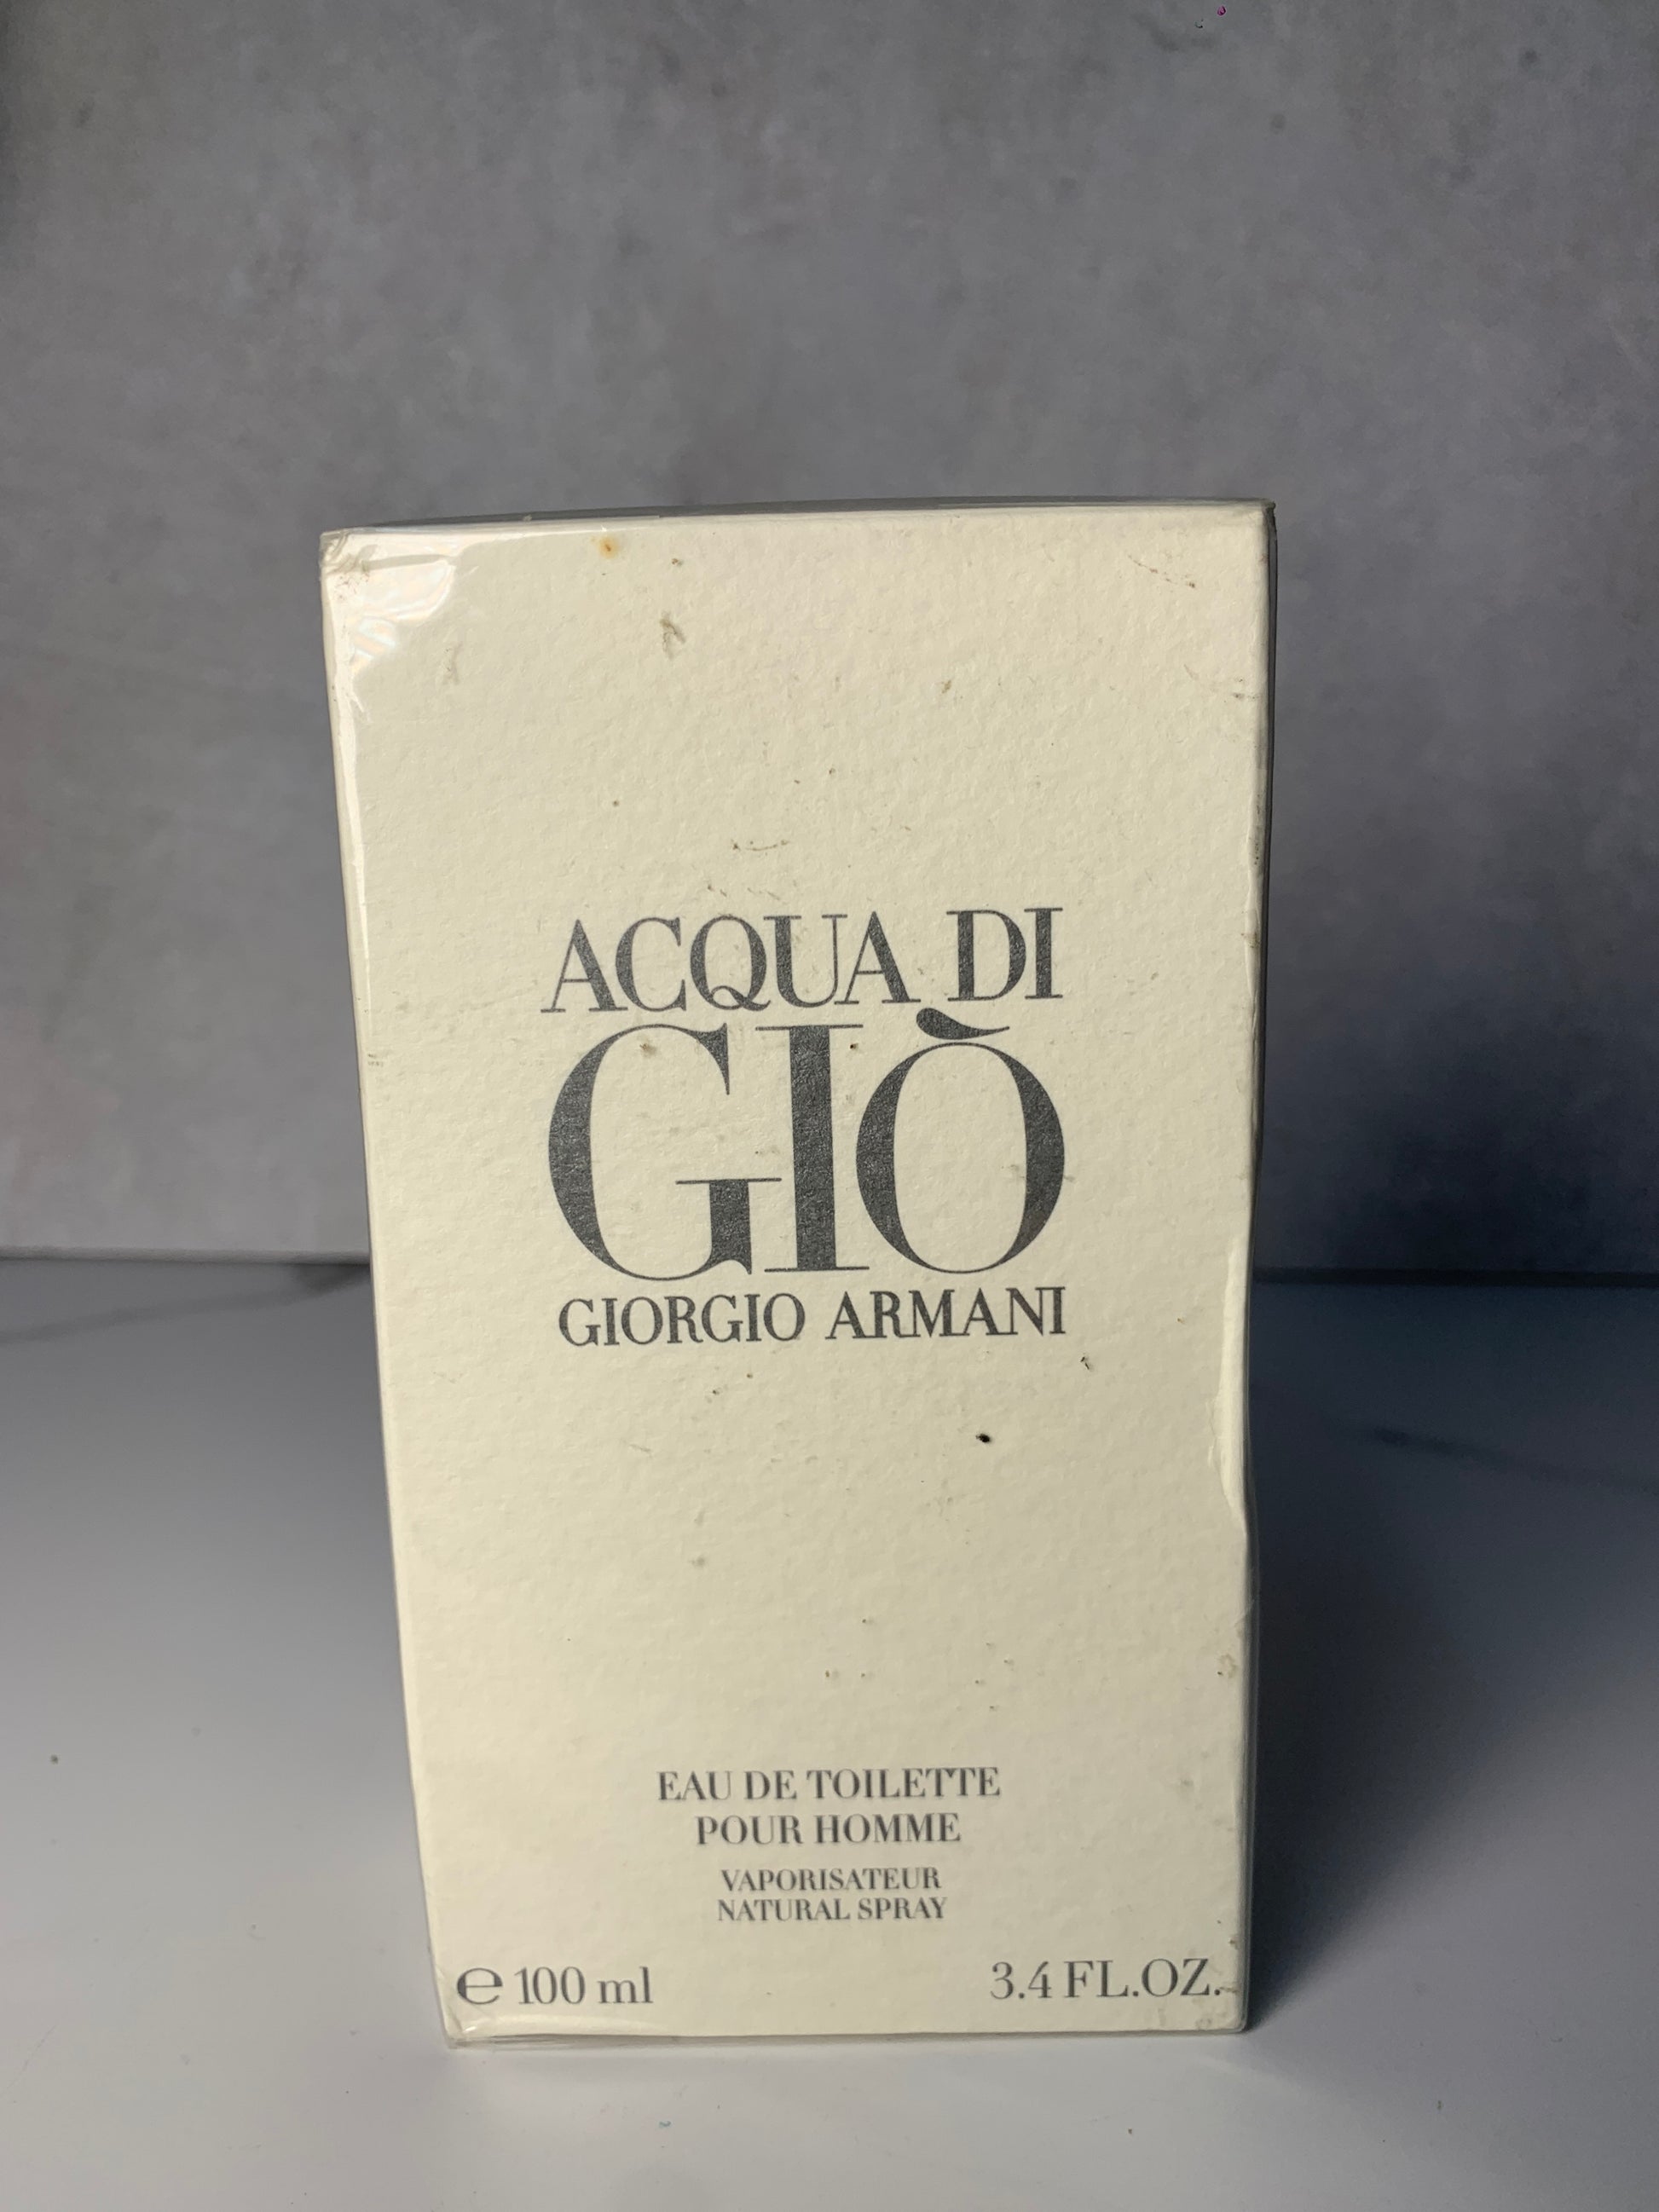 ACQUA DI
GIÒ
GIORGIO ARMANI
EAU DE TOILETTE
POUR HOMME
VAPORISATEUR
NATURAL SPRAY
℮ 100 ml 3.4 FL.OZ.